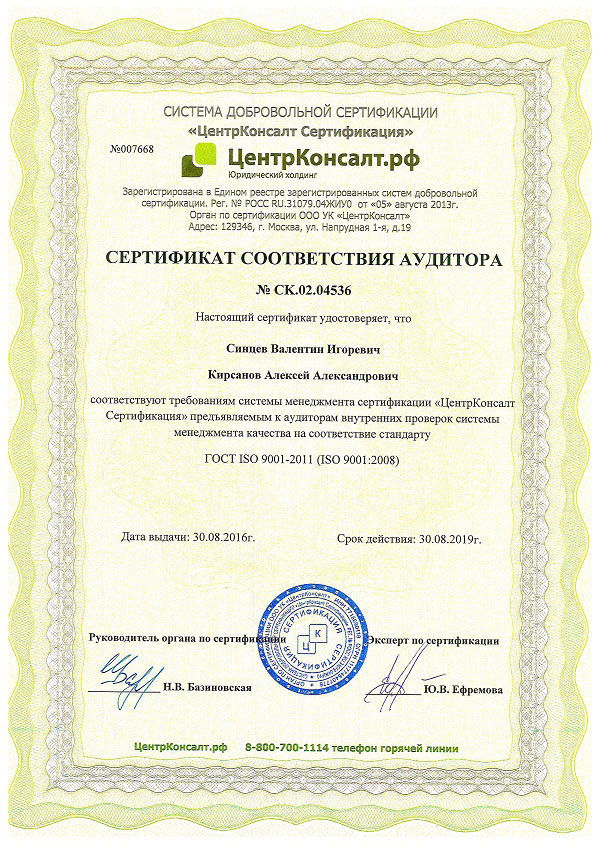 СИСТЕМА ДОБРОВОЛЬНОЙ СЕРТИФИКАЦИИ
«ЦентрКонсалт Сертификация»
№007668
ЦентрКонсалт.рф
Юридический холдинг
Зарегистрирована в Едином реестре зарегистрированных систем добровольной
сертификации. Рег. № РОСС RU.31079.04ЖИУ0 от «05» августа 2013г.
Орган по сертификации ООО УК «ЦентрКонсалт»
Адрес: 129346, г. Москва, ул. Напрудная 1-я, д.19
СЕРТИФИКАТ СООТВЕТСТВИЯ АУДИТОРА
№ СК.02.04536
Настоящий сертификат удостоверяет, что
Синцев Валентин Игоревич
Кирсанов Алексей Александрович
соответствуют требованиям системы менеджмента сертификации «ЦентрКонсалт
Сертификация» предъявляемым к аудиторам внутренних проверок системы
менеджмента качества на соответствие стандарту
ГОСТ ISO 9001-2011 (ISO 9001:2008)
Дата выдачи: 30.08.2016г.
Срок действия: 30.08.2019г.
Руководитель органа по сертификации
Эксперт по сертификации
СЕРТИФИКАЦИЯ
ЦК
Н.В. Базиновская
Ю.В. Ефремова
ЦентрКонсалт.рф 8-800-700-1114 телефон горячей линии